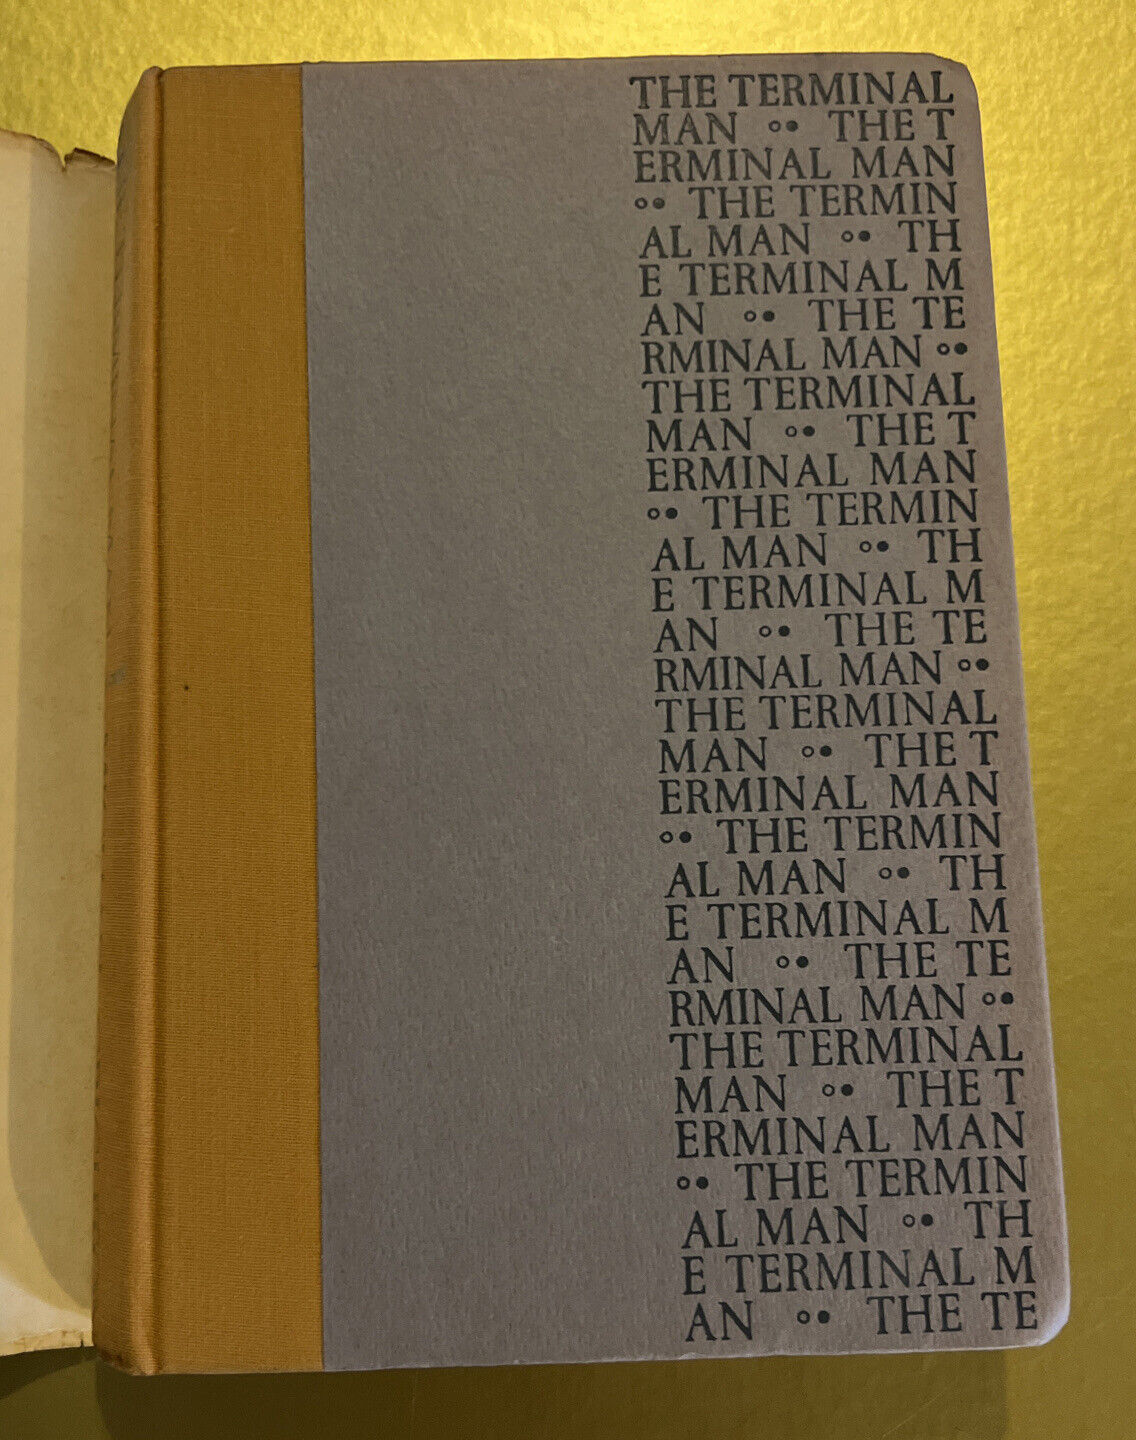 THE TERMINAL
MAN ◦• THE T
ERMINAL MAN
◦• THE TERMIN
AL MAN ◦• TH
E TERMINAL M
AN ◦• THE TE
RMINAL MAN ◦•
THE TERMINAL
MAN ◦• THE T
ERMINAL MAN
◦• THE TERMIN
AL MAN ◦• TH
E TERMINAL M
AN ◦• THE TE
RMINAL MAN ◦•
THE TERMINAL
MAN ◦• THE T
ERMINAL MAN
◦• THE TERMIN
AL MAN ◦• TH
E TERMINAL M
AN ◦• THE TE
RMINAL MAN ◦•
THE TERMINAL
MAN ◦• THE T
ERMINAL MAN
◦• THE TERMIN
AL MAN ◦• TH
E TERMINAL M
AN ◦• THE TE